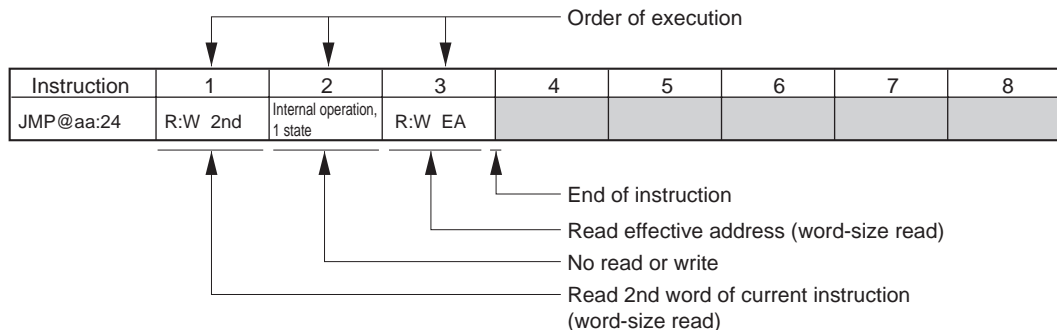 Order of execution
Instruction 1 2 3 4 5 6 7 8
JMP@aa:24 R:W 2nd Internal operation, 1 state R:W EA
End of instruction
Read effective address (word-size read)
No read or write
Read 2nd word of current instruction
(word-size read)